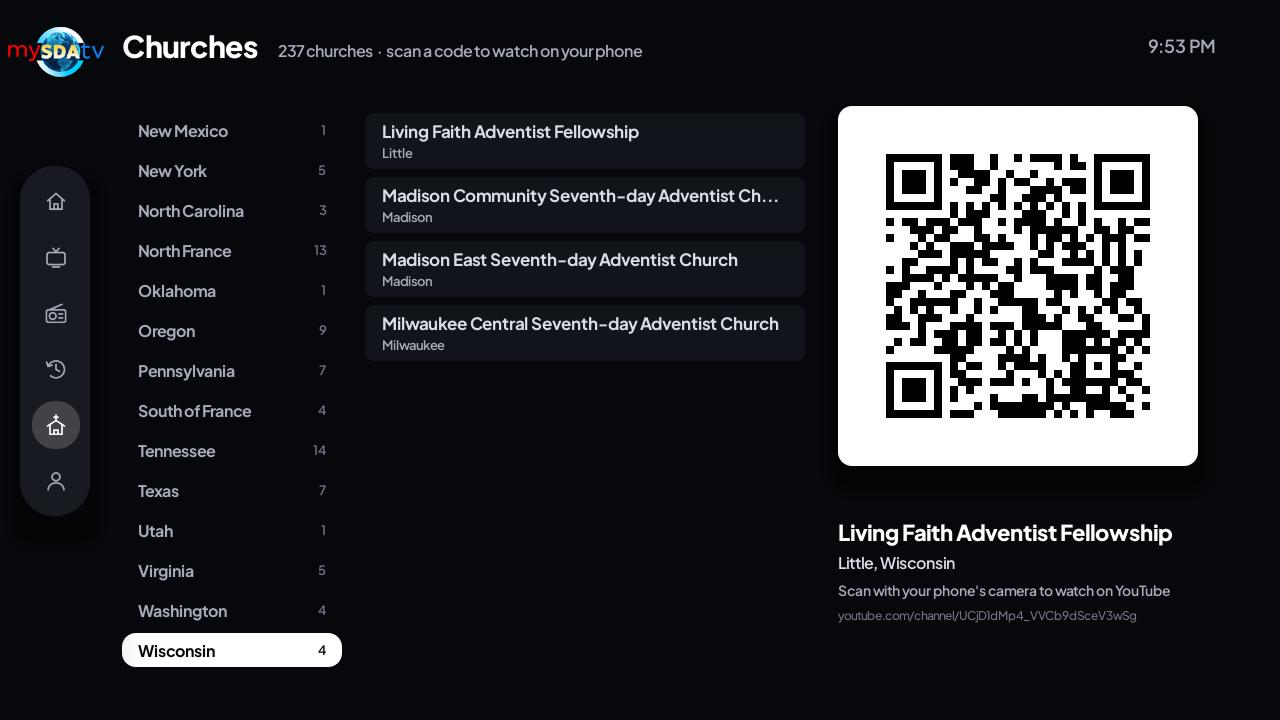 mySDAtv
Churches
237 churches · scan a code to watch on your phone
9:53 PM
New Mexico 1
New York 5
North Carolina 3
North France 13
Oklahoma 1
Oregon 9
Pennsylvania 7
South of France 4
Tennessee 14
Texas 7
Utah 1
Virginia 5
Washington 4
Wisconsin 4
Living Faith Adventist Fellowship
Little
Madison Community Seventh-day Adventist Ch...
Madison
Madison East Seventh-day Adventist Church
Madison
Milwaukee Central Seventh-day Adventist Church
Milwaukee
Living Faith Adventist Fellowship
Little, Wisconsin
Scan with your phone's camera to watch on YouTube
youtube.com/channel/UCjD1dMp4_VVCb9dSceV3wSg